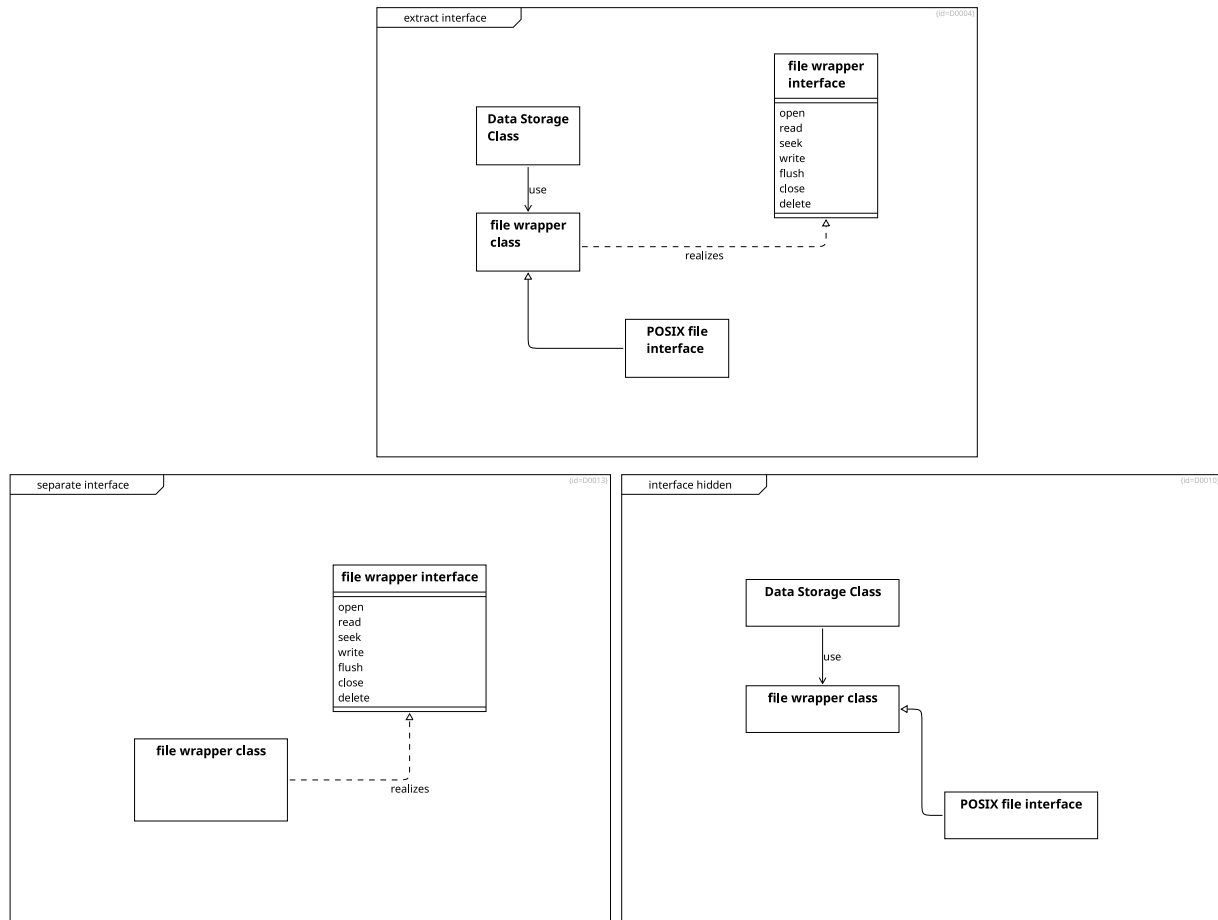 extract interface
{id=D0004}
file wrapper
interface
open
read
seek
write
flush
close
delete
Data Storage
Class
use
file wrapper
class
realizes
POSIX file
interface
separate interface
{id=D0013}
file wrapper interface
open
read
seek
write
flush
close
delete
file wrapper class
realizes
interface hidden
{id=D0010}
Data Storage Class
use
file wrapper class
POSIX file interface